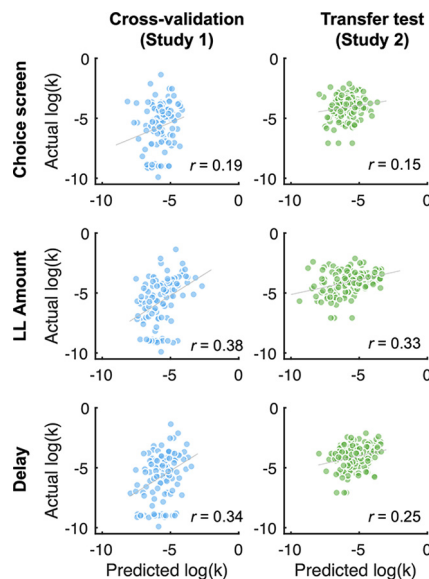 Cross-validation
(Study 1)
Transfer test
(Study 2)
Choice screen
Actual log(k)
0
-5
-10
r = 0.19
-10
-5
0
0
-5
-10
r = 0.15
-10
-5
0
LL Amount
Actual log(k)
0
-5
-10
r = 0.38
-10
-5
0
0
-5
-10
r = 0.33
-10
-5
0
Delay
Actual log(k)
0
-5
-10
r = 0.34
-10
-5
0
Predicted log(k)
0
-5
-10
r = 0.25
-10
-5
0
Predicted log(k)